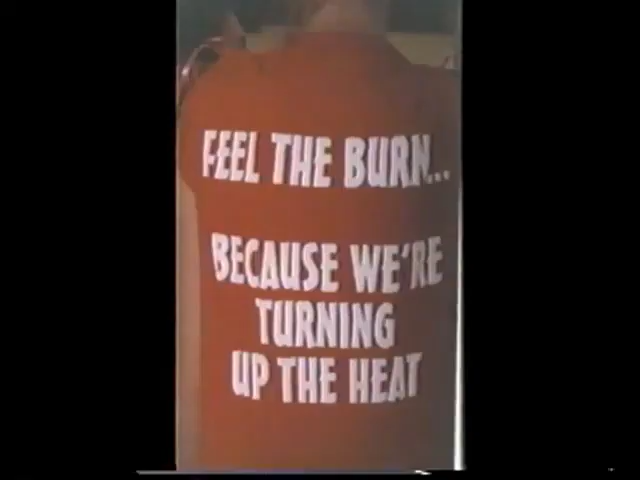 FEEL THE BURN...
BECAUSE WE'RE
TURNING
UP THE HEAT